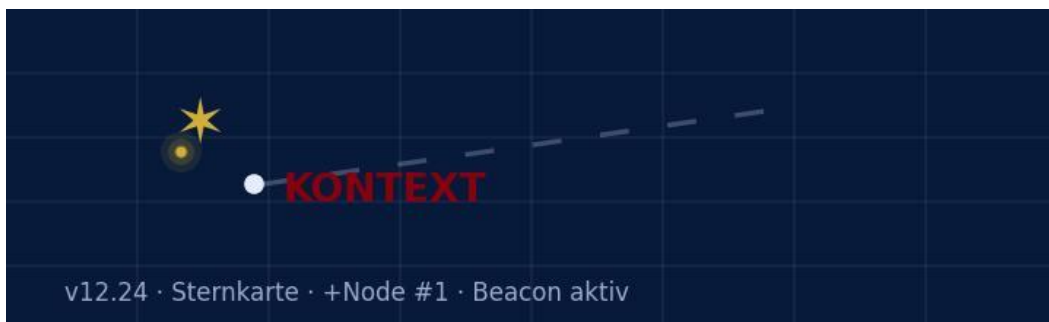 KONTEXT
v12.24 · Sternkarte · +Node #1 · Beacon aktiv